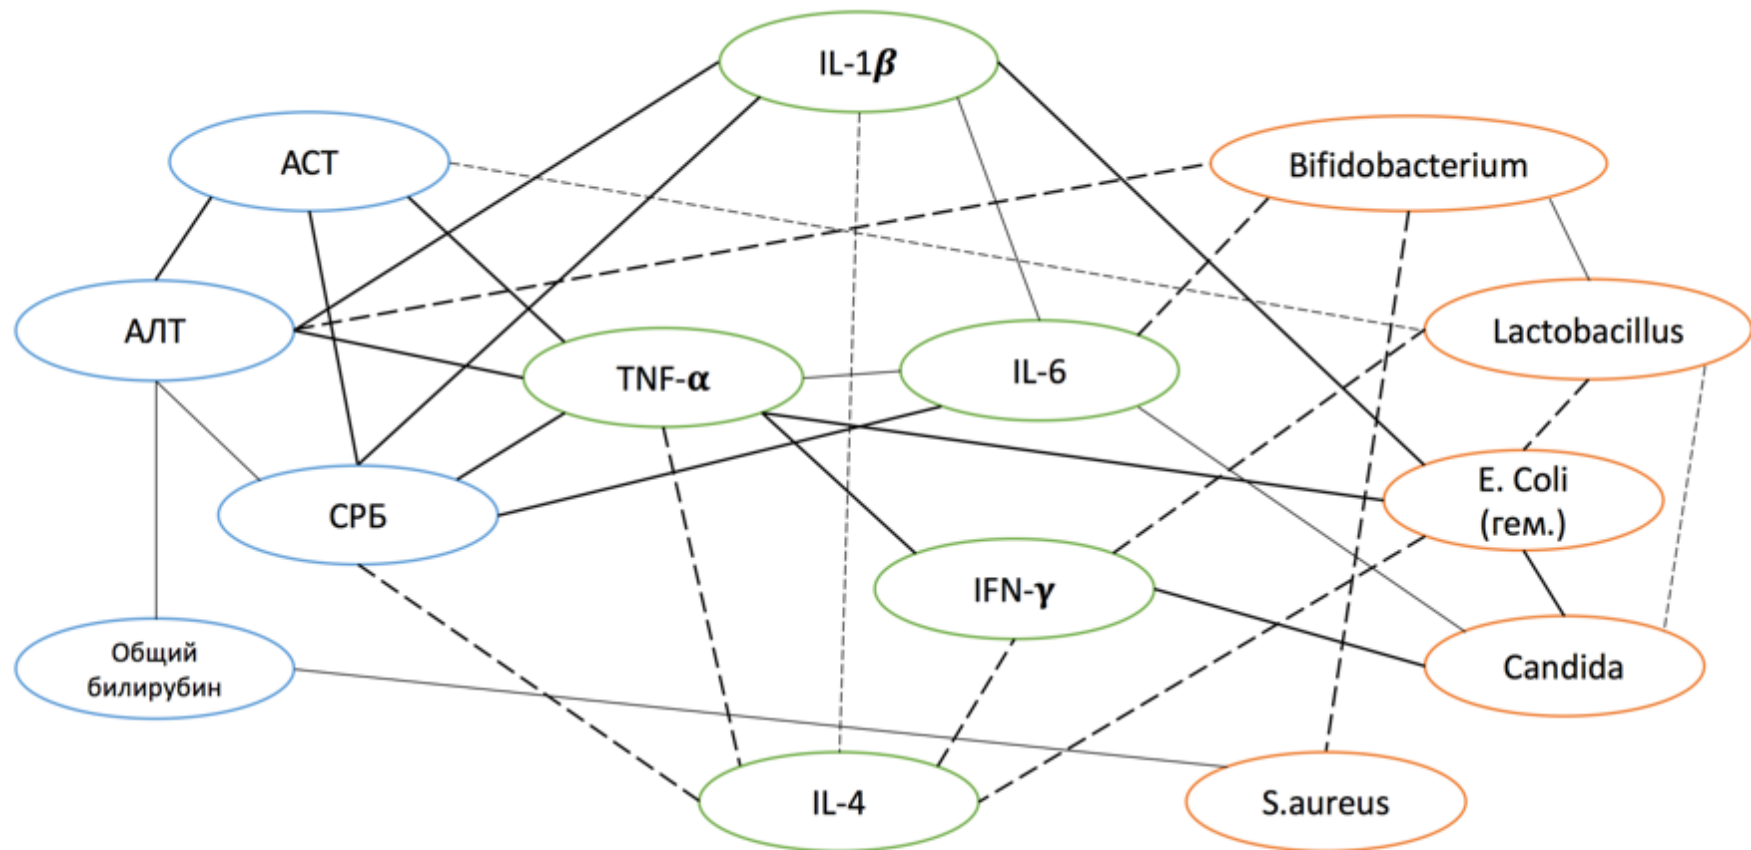 IL-1β
АСТ
Bifidobacterium
АЛТ
Lactobacillus
TNF-α
IL-6
E. Coli
(гем.)
СРБ
IFN-γ
Общий
билирубин
Candida
IL-4
S.aureus